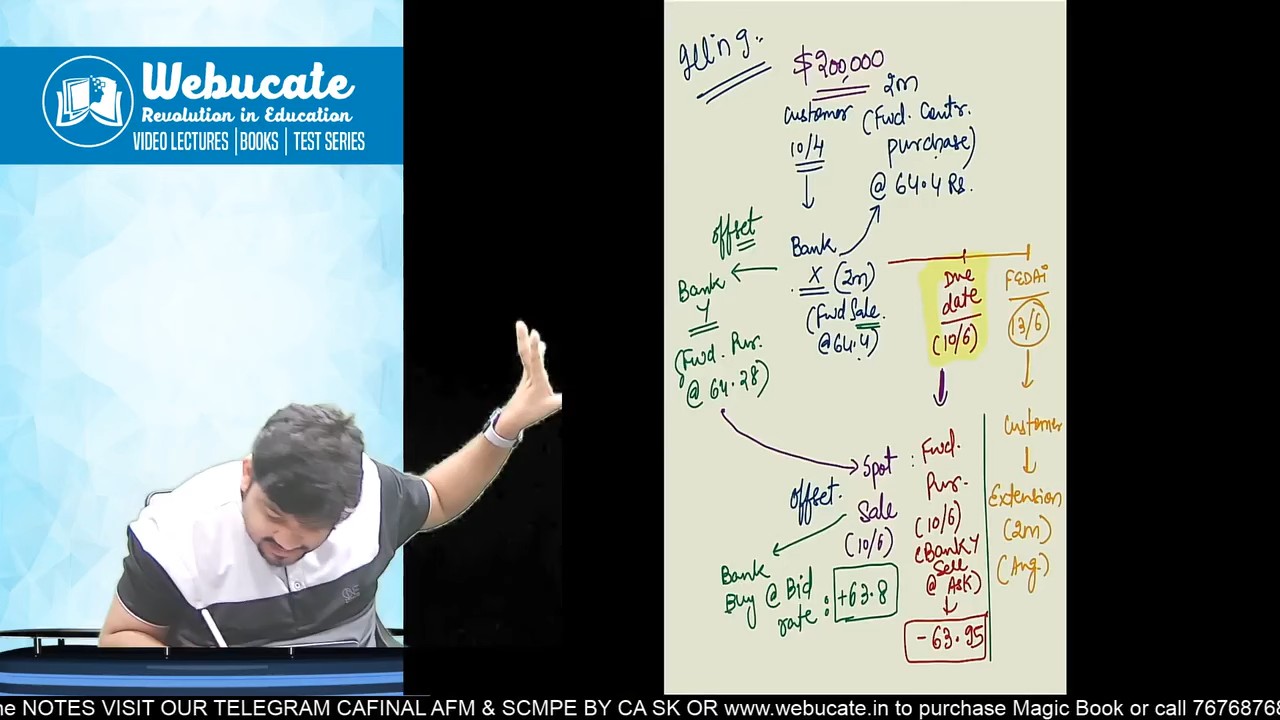 Webucate
Revolution in Education
VIDEO LECTURES | BOOKS | TEST SERIES
$200,000
2m
Customer
10/4
(Fwd. Contr.
purchase)
@ 64.4 Rs.
offset
Bank
X (2m)
(Fwd Sale
@64.4)
Bank
Y
(Fwd. Pur.
@ 64.28)
Due
date
(10/6)
FEDAi
13/6
Customer
Extension
(2m)
(Aug.)
Spot : Fwd.
Sale Pur.
(10/6) (10/6)
(Bank Y
Sell
@ ASK)
-63.95
offset.
Bank
Buy @ Bid
rate : +63.8
NOTES VISIT OUR TELEGRAM CAFINAL AFM & SCMPE BY CA SK OR www.webucate.in to purchase Magic Book or call